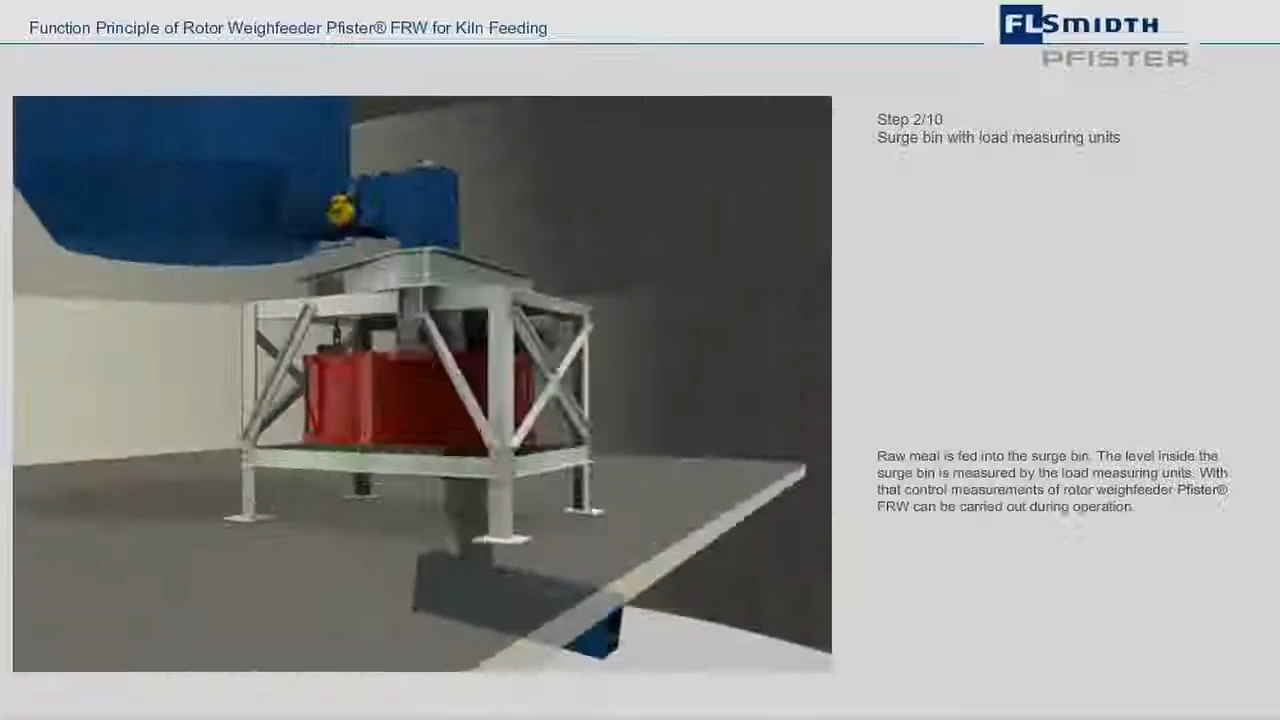 Function Principle of Rotor Weighfeeder Pfister® FRW for Kiln Feeding
FLSMIDTH
PFISTER
Step 2/10
Surge bin with load measuring units
Raw meal is fed into the surge bin. The level inside the
surge bin is measured by the load measuring units. With
that control measurements of rotor weighfeeder Pfister®
FRW can be carried out during operation.